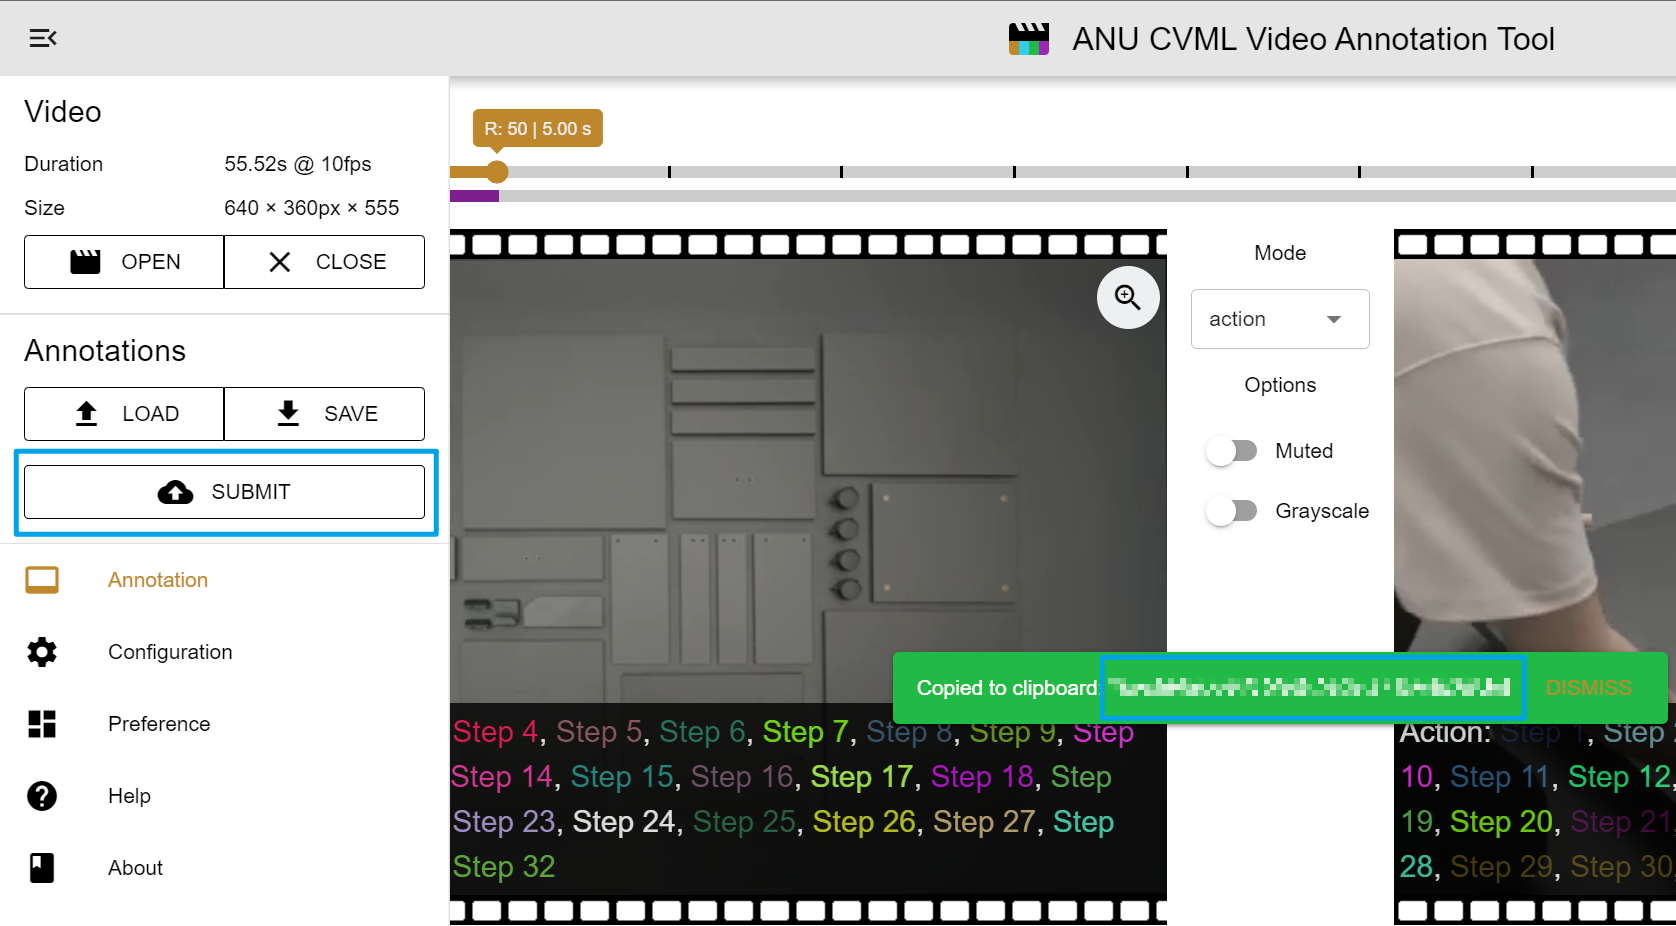 ANU CVML Video Annotation Tool
Video
Duration 55.52s @ 10fps
Size 640 × 360px × 555
OPEN CLOSE
Annotations
LOAD SAVE
SUBMIT
Annotation
Configuration
Preference
Help
About
R: 50 | 5.00 s
Mode
action
Options
Muted
Grayscale
Copied to clipboard:
DISMISS
Step 4, Step 5, Step 6, Step 7, Step 8, Step 9, Step
Step 14, Step 15, Step 16, Step 17, Step 18, Step
Step 23, Step 24, Step 25, Step 26, Step 27, Step
Step 32
Action: Step 1, Step
10, Step 11, Step 12,
19, Step 20, Step 21,
28, Step 29, Step 30,